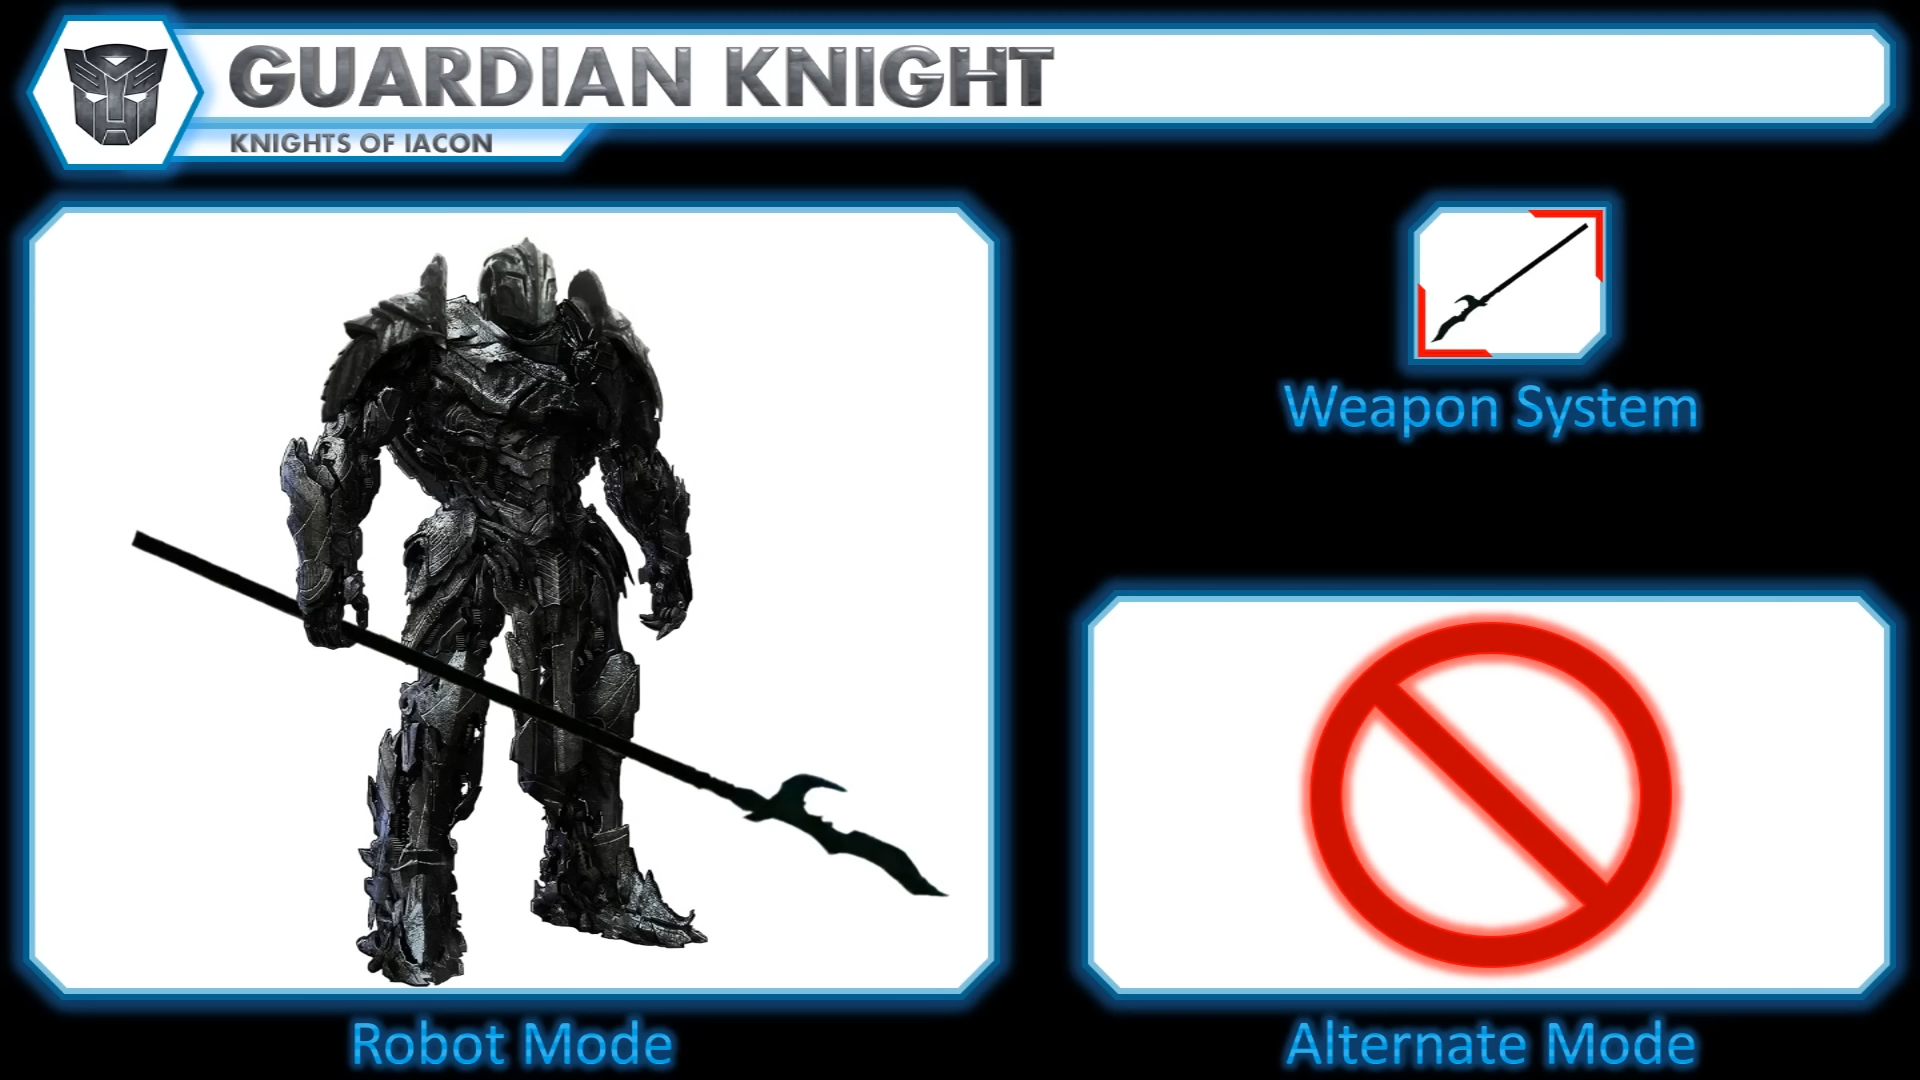 GUARDIAN KNIGHT
KNIGHTS OF IACON
Weapon System
Robot Mode
Alternate Mode